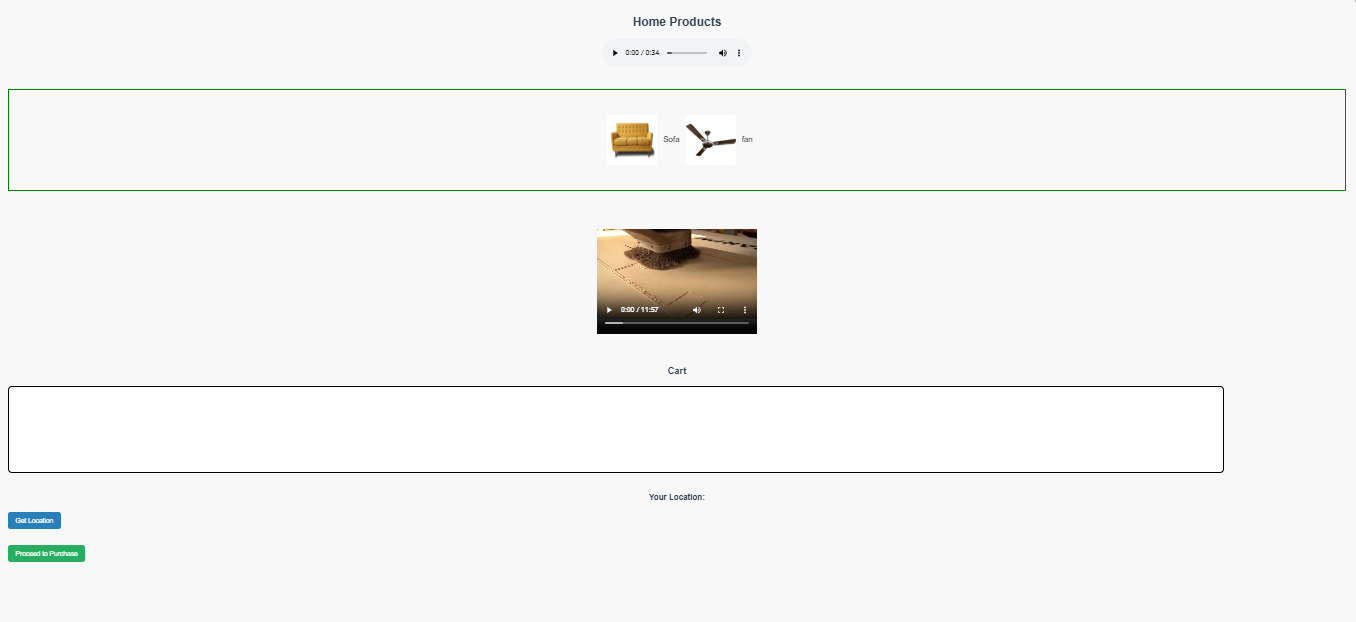 Home Products
0:00 / 0:34
Sofa fan
0:00 / 11:57
Cart
Your Location:
Get Location
Proceed to Purchase